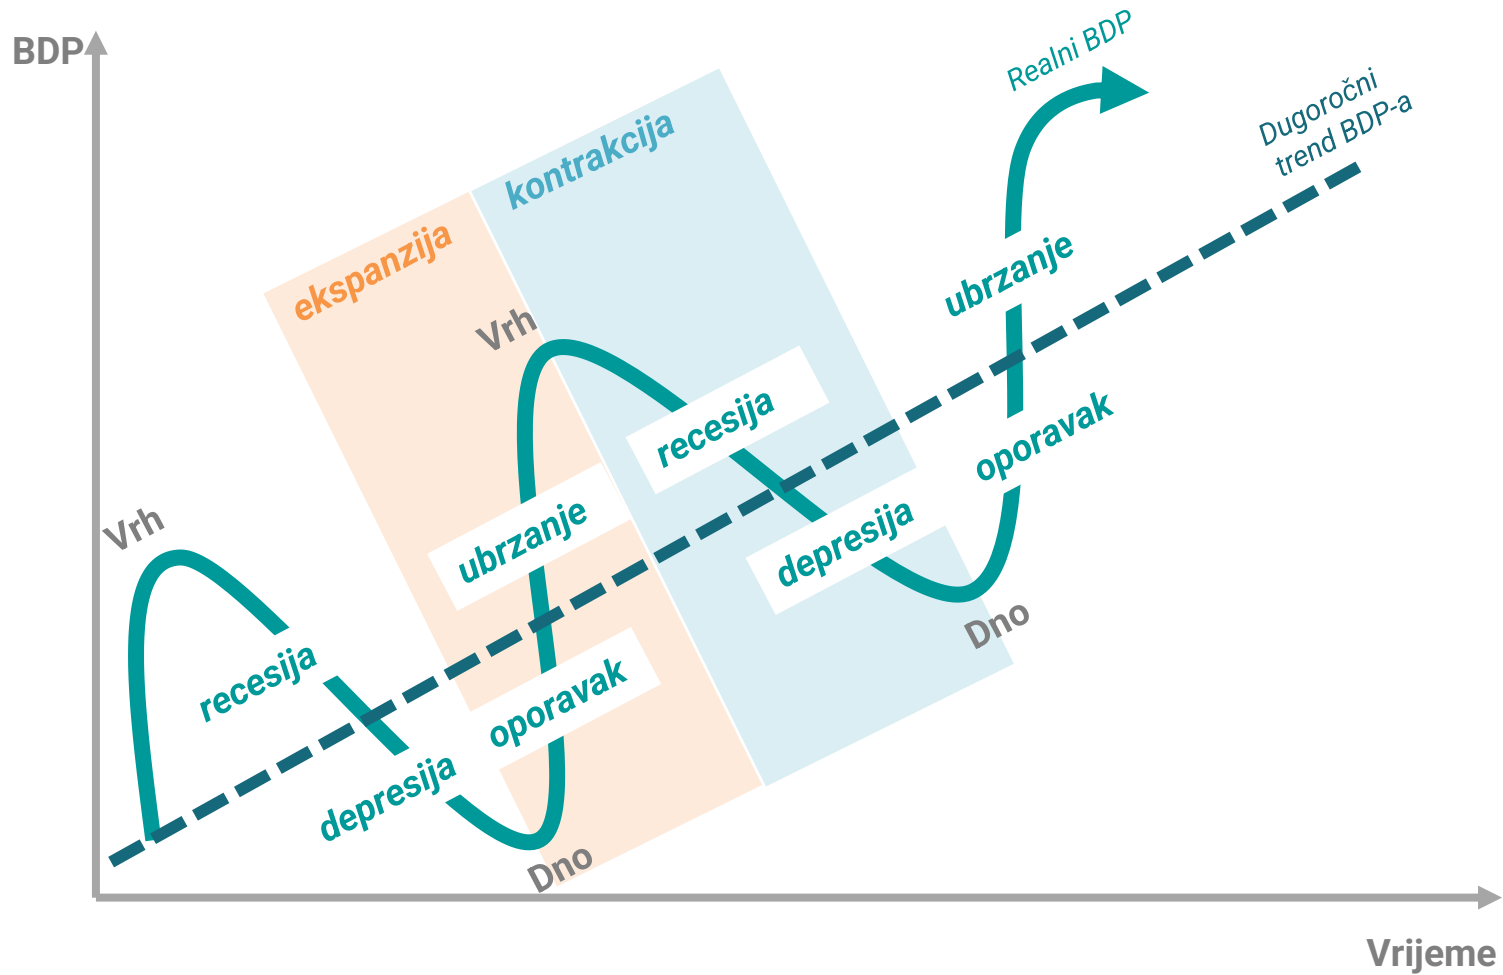 BDP
Realni BDP
Dugoročni
trend BDP-a
kontrakcija
ekspanzija
ubrzanje
Vrh
recesija
oporavak
Vrh
ubrzanje
depresija
Dno
recesija
oporavak
depresija
Dno
Vrijeme